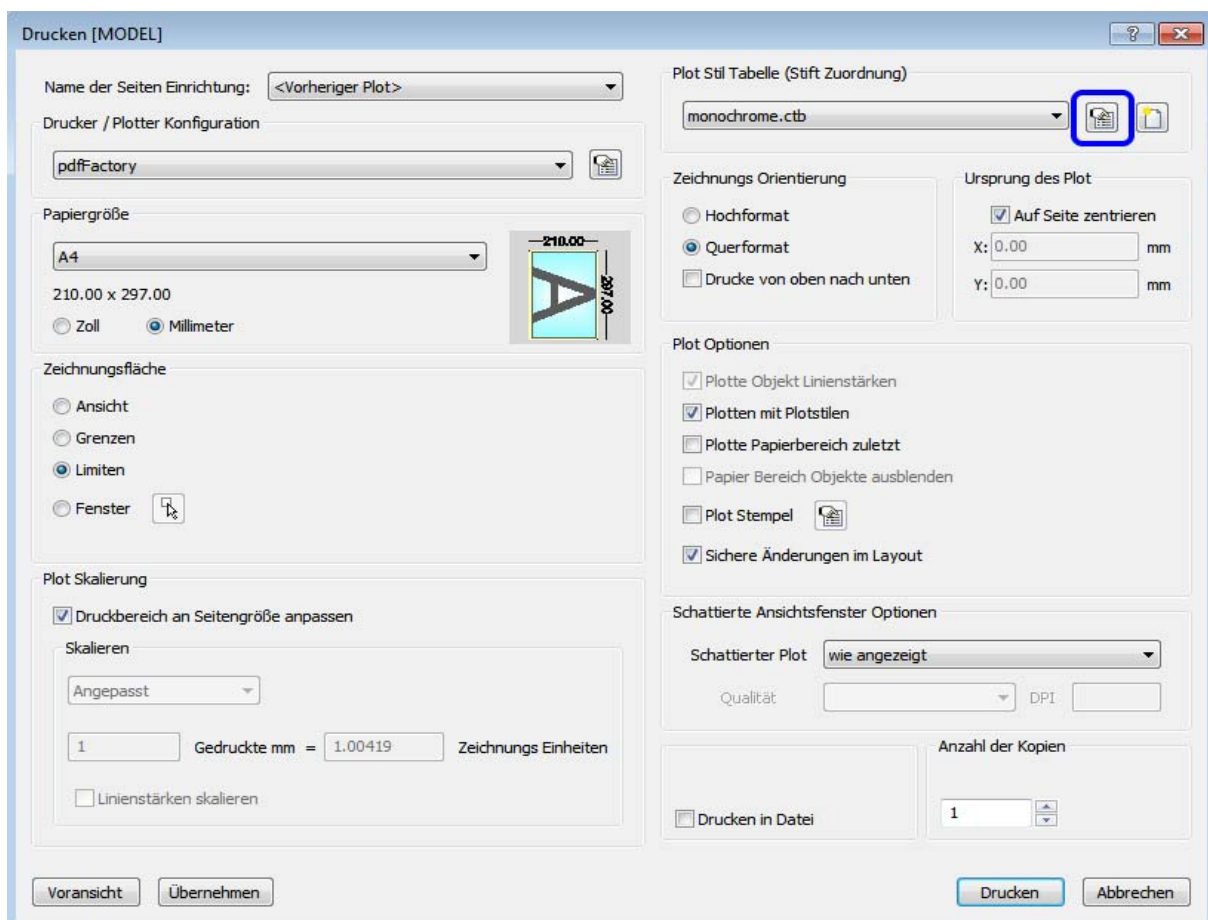 Drucken [MODEL]
Name der Seiten Einrichtung: <Vorheriger Plot>
Drucker / Plotter Konfiguration
pdfFactory
Papiergröße
A4
210.00 x 297.00
Zoll Millimeter
210.00
297.00
Zeichnungsfläche
Ansicht
Grenzen
Limiten
Fenster
Plot Skalierung
Druckbereich an Seitengröße anpassen
Skalieren
Angepasst
1 Gedruckte mm = 1.00419 Zeichnungs Einheiten
Linienstärken skalieren
Plot Stil Tabelle (Stift Zuordnung)
monochrome.ctb
Zeichnungs Orientierung
Hochformat
Querformat
Drucke von oben nach unten
Ursprung des Plot
Auf Seite zentrieren
X: 0.00 mm
Y: 0.00 mm
Plot Optionen
Plotte Objekt Linienstärken
Plotten mit Plotstilen
Plotte Papierbereich zuletzt
Papier Bereich Objekte ausblenden
Plot Stempel
Sichere Änderungen im Layout
Schattierte Ansichtsfenster Optionen
Schattierter Plot wie angezeigt
Qualität DPI
Drucken in Datei
Anzahl der Kopien
1
Voransicht Übernehmen Drucken Abbrechen